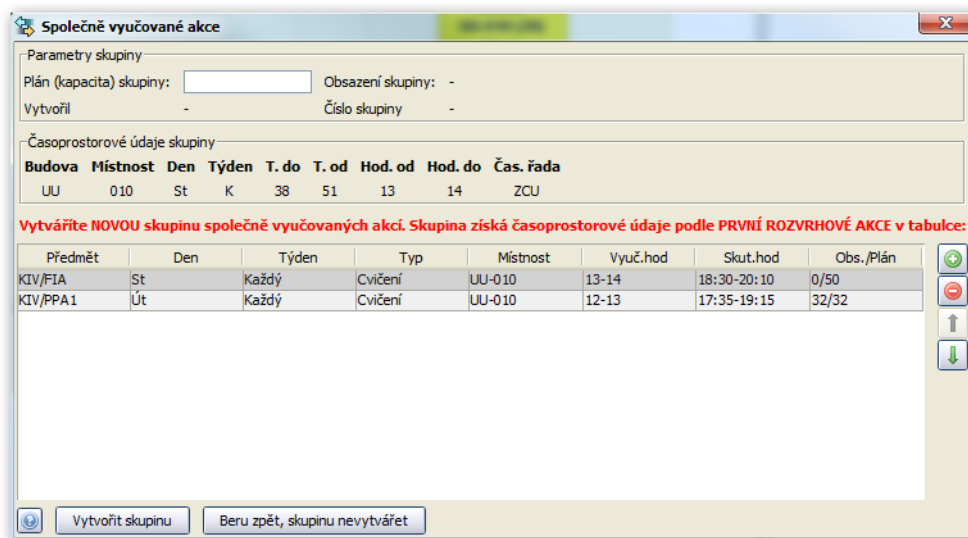 Společně vyučované akce
Parametry skupiny
Plán (kapacita) skupiny: Obsazení skupiny: -
Vytvořil - Číslo skupiny -
Časoprostorové údaje skupiny
Budova Místnost Den Týden T. do T. od Hod. od Hod. do Čas. řada
UU 010 St K 38 51 13 14 ZCU
Vytváříte NOVOU skupinu společně vyučovaných akcí. Skupina získá časoprostorové údaje podle PRVNÍ ROZVRHOVÉ AKCE v tabulce:
Předmět Den Týden Typ Místnost Vyuč.hod Skut.hod Obs./Plán
KIV/FIA St Každý Cvičení UU-010 13-14 18:30-20:10 0/50
KIV/PPA1 Út Každý Cvičení UU-010 12-13 17:35-19:15 32/32
Vytvořit skupinu Beru zpět, skupinu nevytvářet